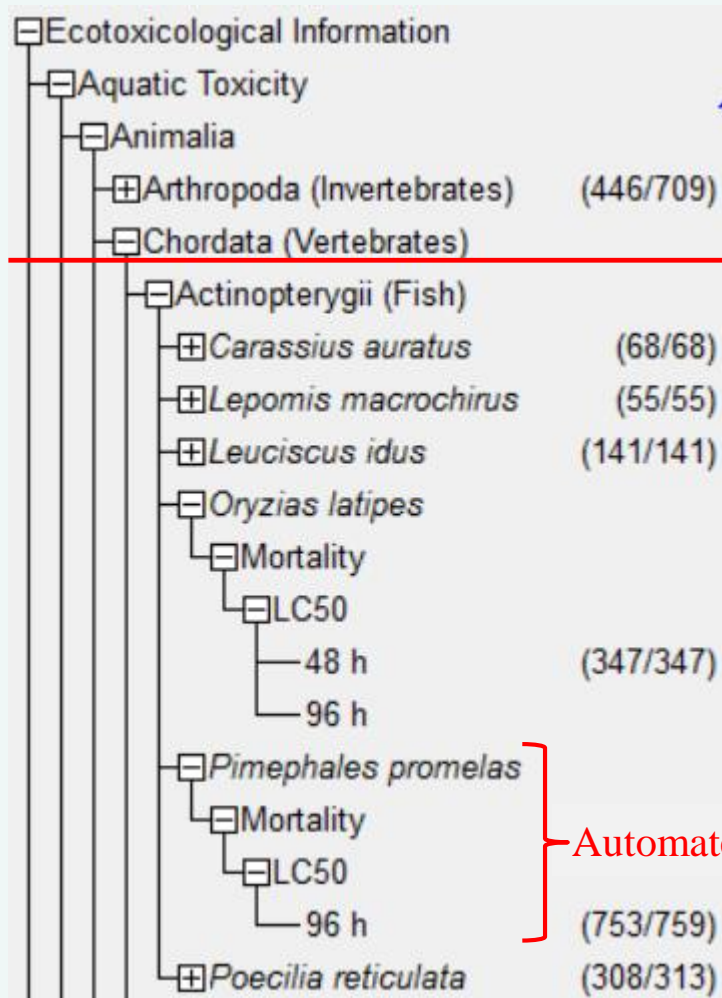 Ecotoxicological Information
Aquatic Toxicity
Animalia
Arthropoda (Invertebrates) (446/709)
Chordata (Vertebrates)
Actinopterygii (Fish)
Carassius auratus (68/68)
Lepomis macrochirus (55/55)
Leuciscus idus (141/141)
Oryzias latipes
Mortality
LC50
48 h (347/347)
96 h
Pimephales promelas
Mortality
Automat
LC50
96 h (753/759)
Poecilia reticulata (308/313)